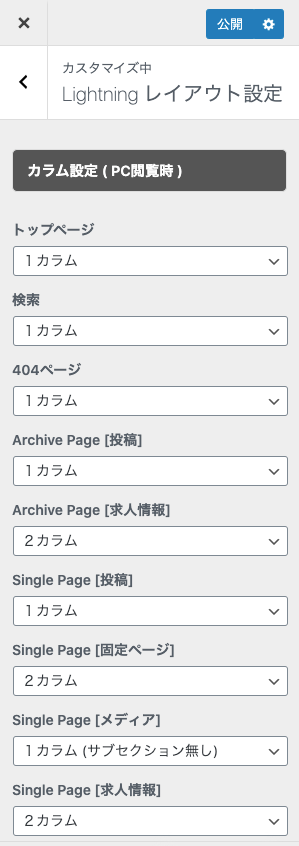 公開
カスタマイズ中
Lightning レイアウト設定
カラム設定 ( PC閲覧時 )
トップページ
１カラム
検索
１カラム
404ページ
１カラム
Archive Page [投稿]
１カラム
Archive Page [求人情報]
２カラム
Single Page [投稿]
１カラム
Single Page [固定ページ]
２カラム
Single Page [メディア]
１カラム (サブセクション無し)
Single Page [求人情報]
２カラム